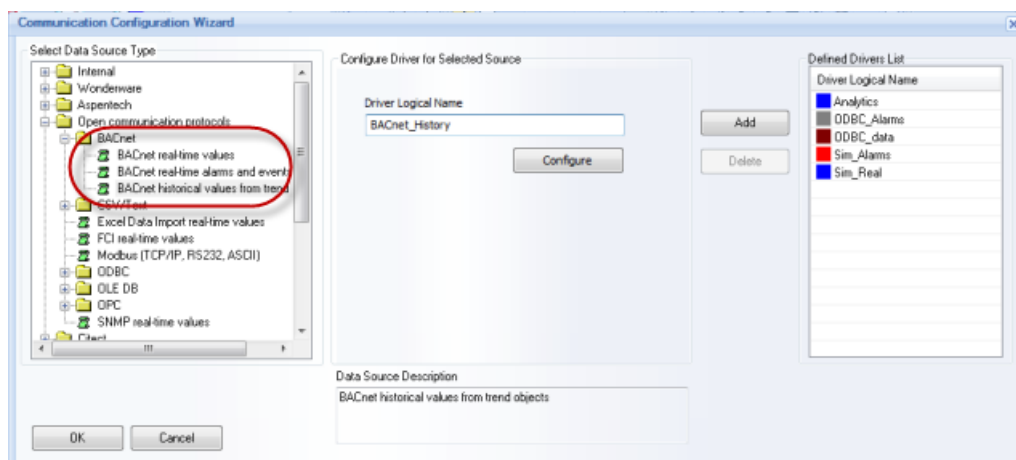 Communication Configuration Wizard
Select Data Source Type
Internal
Wonderware
Aspentech
Open communication protocols
BACnet
BACnet real-time values
BACnet real-time alarms and events
BACnet historical values from trend
CSV/Text
Excel Data Import real-time values
FCI real-time values
Modbus (TCP/IP, RS232, ASCII)
ODBC
OLE DB
OPC
SNMP real-time values
Citect
OK
Cancel
Configure Driver for Selected Source
Driver Logical Name
BACnet_History
Configure
Data Source Description
BACnet historical values from trend objects
Add
Delete
Defined Drivers List
Driver Logical Name
Analytics
ODBC_Alarms
ODBC_data
Sim_Alarms
Sim_Real